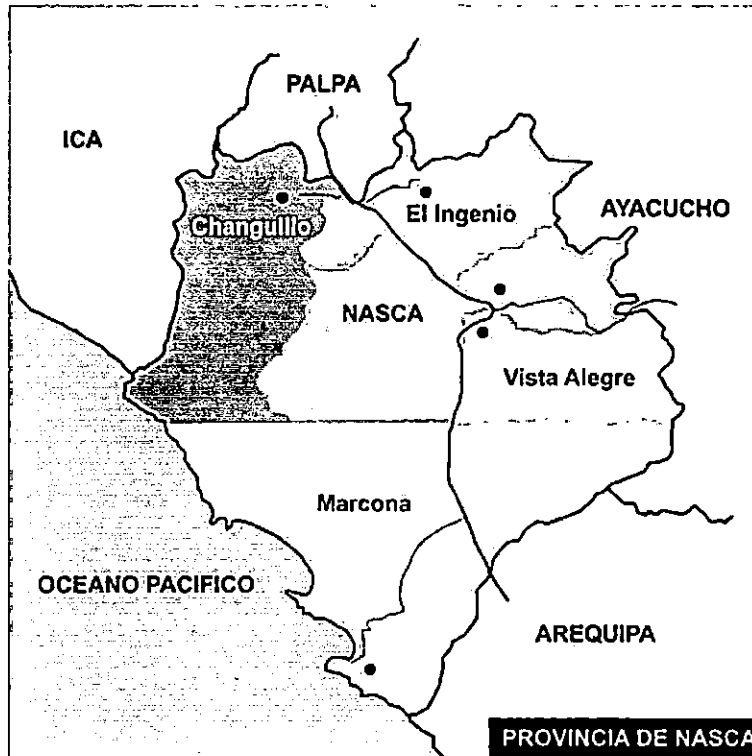 PALPA
ICA
Changuillo
El Ingenio
AYACUCHO
NASCA
Vista Alegre
Marcona
OCEANO PACIFICO
AREQUIPA
PROVINCIA DE NASCA